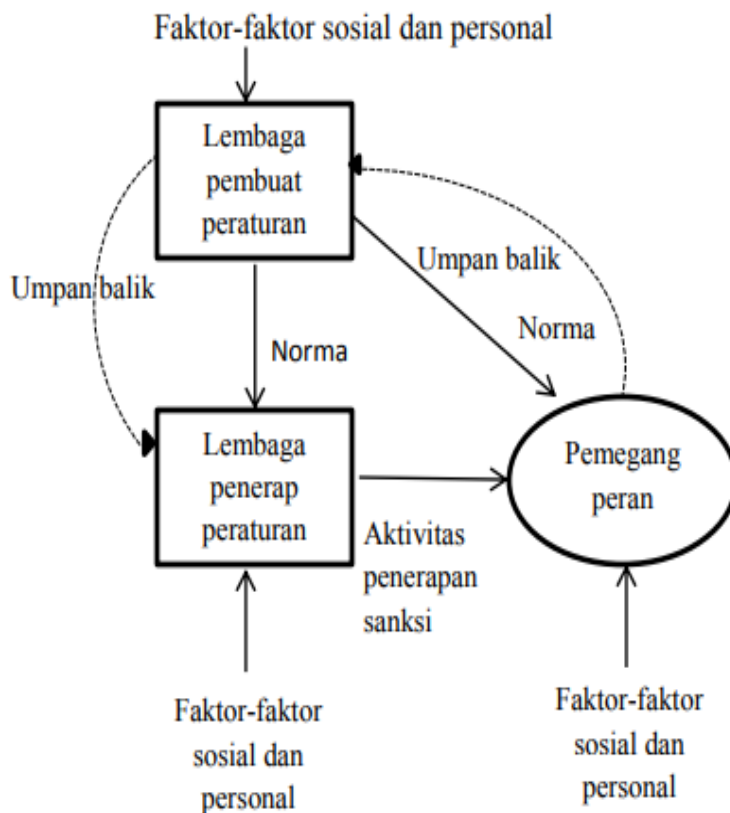 Faktor-faktor sosial dan personal
Lembaga
pembuat
peraturan
Umpan balik
Umpan balik
Norma
Norma
Lembaga
penerap
peraturan
Pemegang
peran
Aktivitas
penerapan
sanksi
Faktor-faktor
sosial dan
personal
Faktor-faktor
sosial dan
personal